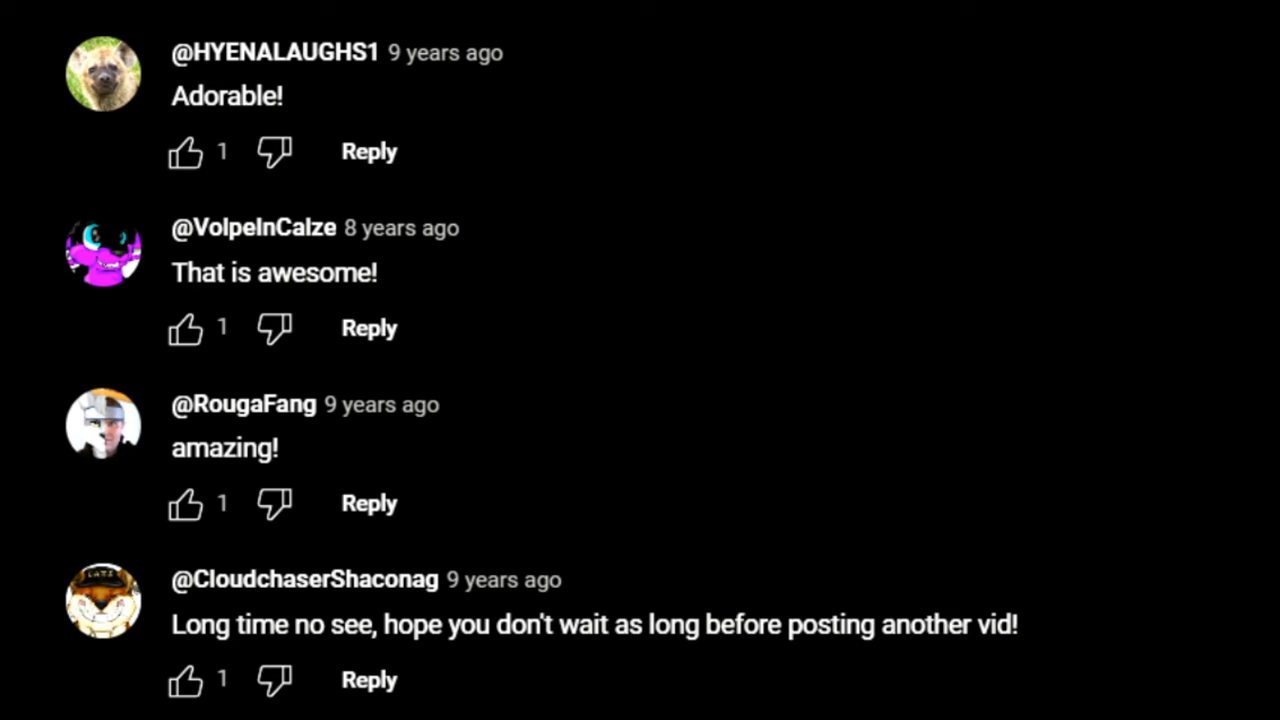 @HYENALAUGHS1 9 years ago
Adorable!
1 Reply
@VolpeInCalze 8 years ago
That is awesome!
1 Reply
@RougaFang 9 years ago
amazing!
1 Reply
@CloudchaserShaconag 9 years ago
Long time no see, hope you don't wait as long before posting another vid!
1 Reply